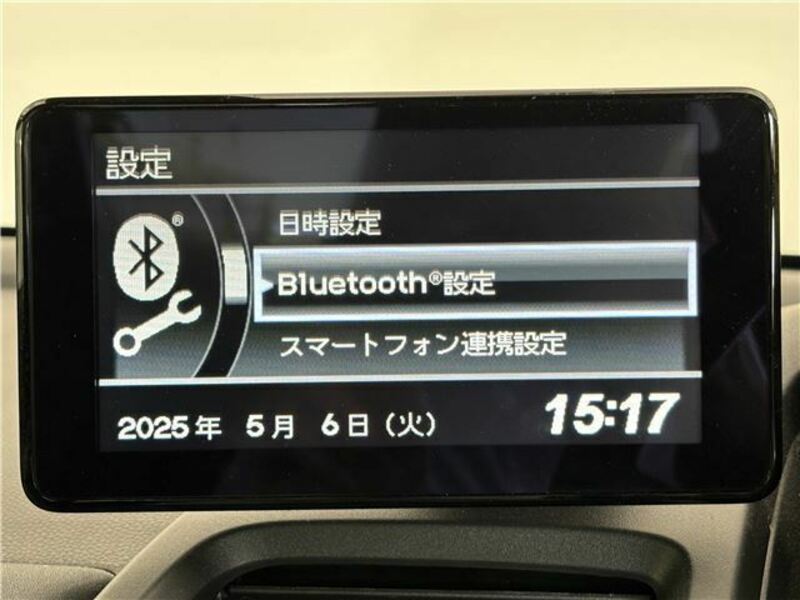 設定
®
日時設定
Bluetooth®設定
スマートフォン連携設定
2025年 5月 6日（火） 15:17